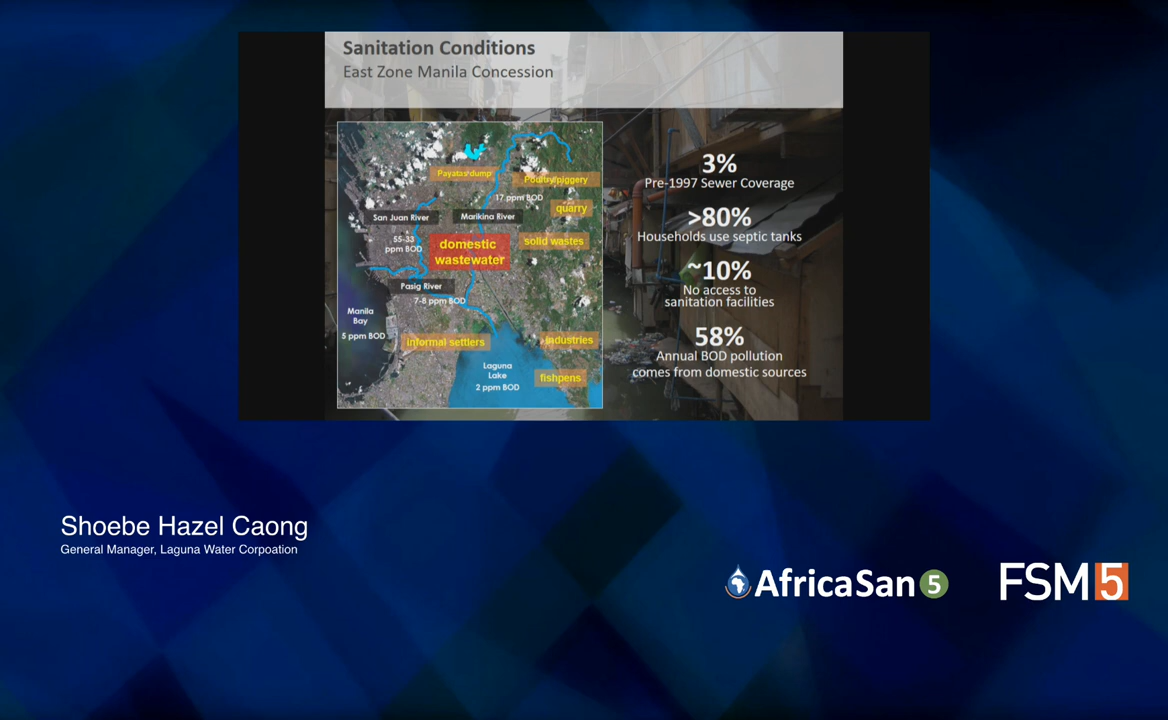 Sanitation Conditions
East Zone Manila Concession
Payatas dump
Poultry/piggery
17 ppm BOD
quarry
San Juan River
Marikina River
55-33
ppm BOD
domestic
wastewater
solid wastes
Pasig River
7-8 ppm BOD
Manila
Bay
5 ppm BOD
informal settlers
industries
Laguna
Lake
2 ppm BOD
fishpens
3%
Pre-1997 Sewer Coverage
>80%
Households use septic tanks
~10%
No access to
sanitation facilities
58%
Annual BOD pollution
comes from domestic sources
Shoebe Hazel Caong
General Manager, Laguna Water Corpoation
AfricaSan 5
FSM5